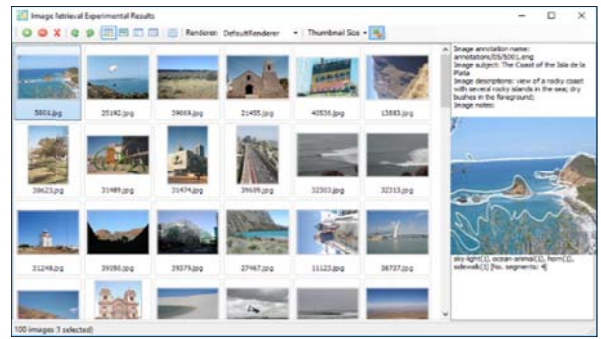 Image Retrieval Experimental Results
Renderer: DefaultRenderer Thumbnail Size
5001.jpg 25192.jpg 39069.jpg 21455.jpg 40536.jpg 13883.jpg
38623.jpg 31489.jpg 31474.jpg 39609.jpg 32303.jpg 32313.jpg
31248.jpg 39350.jpg 39379.jpg 27467.jpg 11123.jpg 38737.jpg
Image annotation name:
annotations/05/5001.eng
Image subject: The Coast of the Isla de la
Plata
Image descriptions: view of a rocky coast
with several rocky islands in the sea; dry
bushes in the foreground;
Image notes:
sky-light(1), ocean-animal(1), horn(1),
sidewalk(1) [No. segments: 4]
100 images (1 selected)